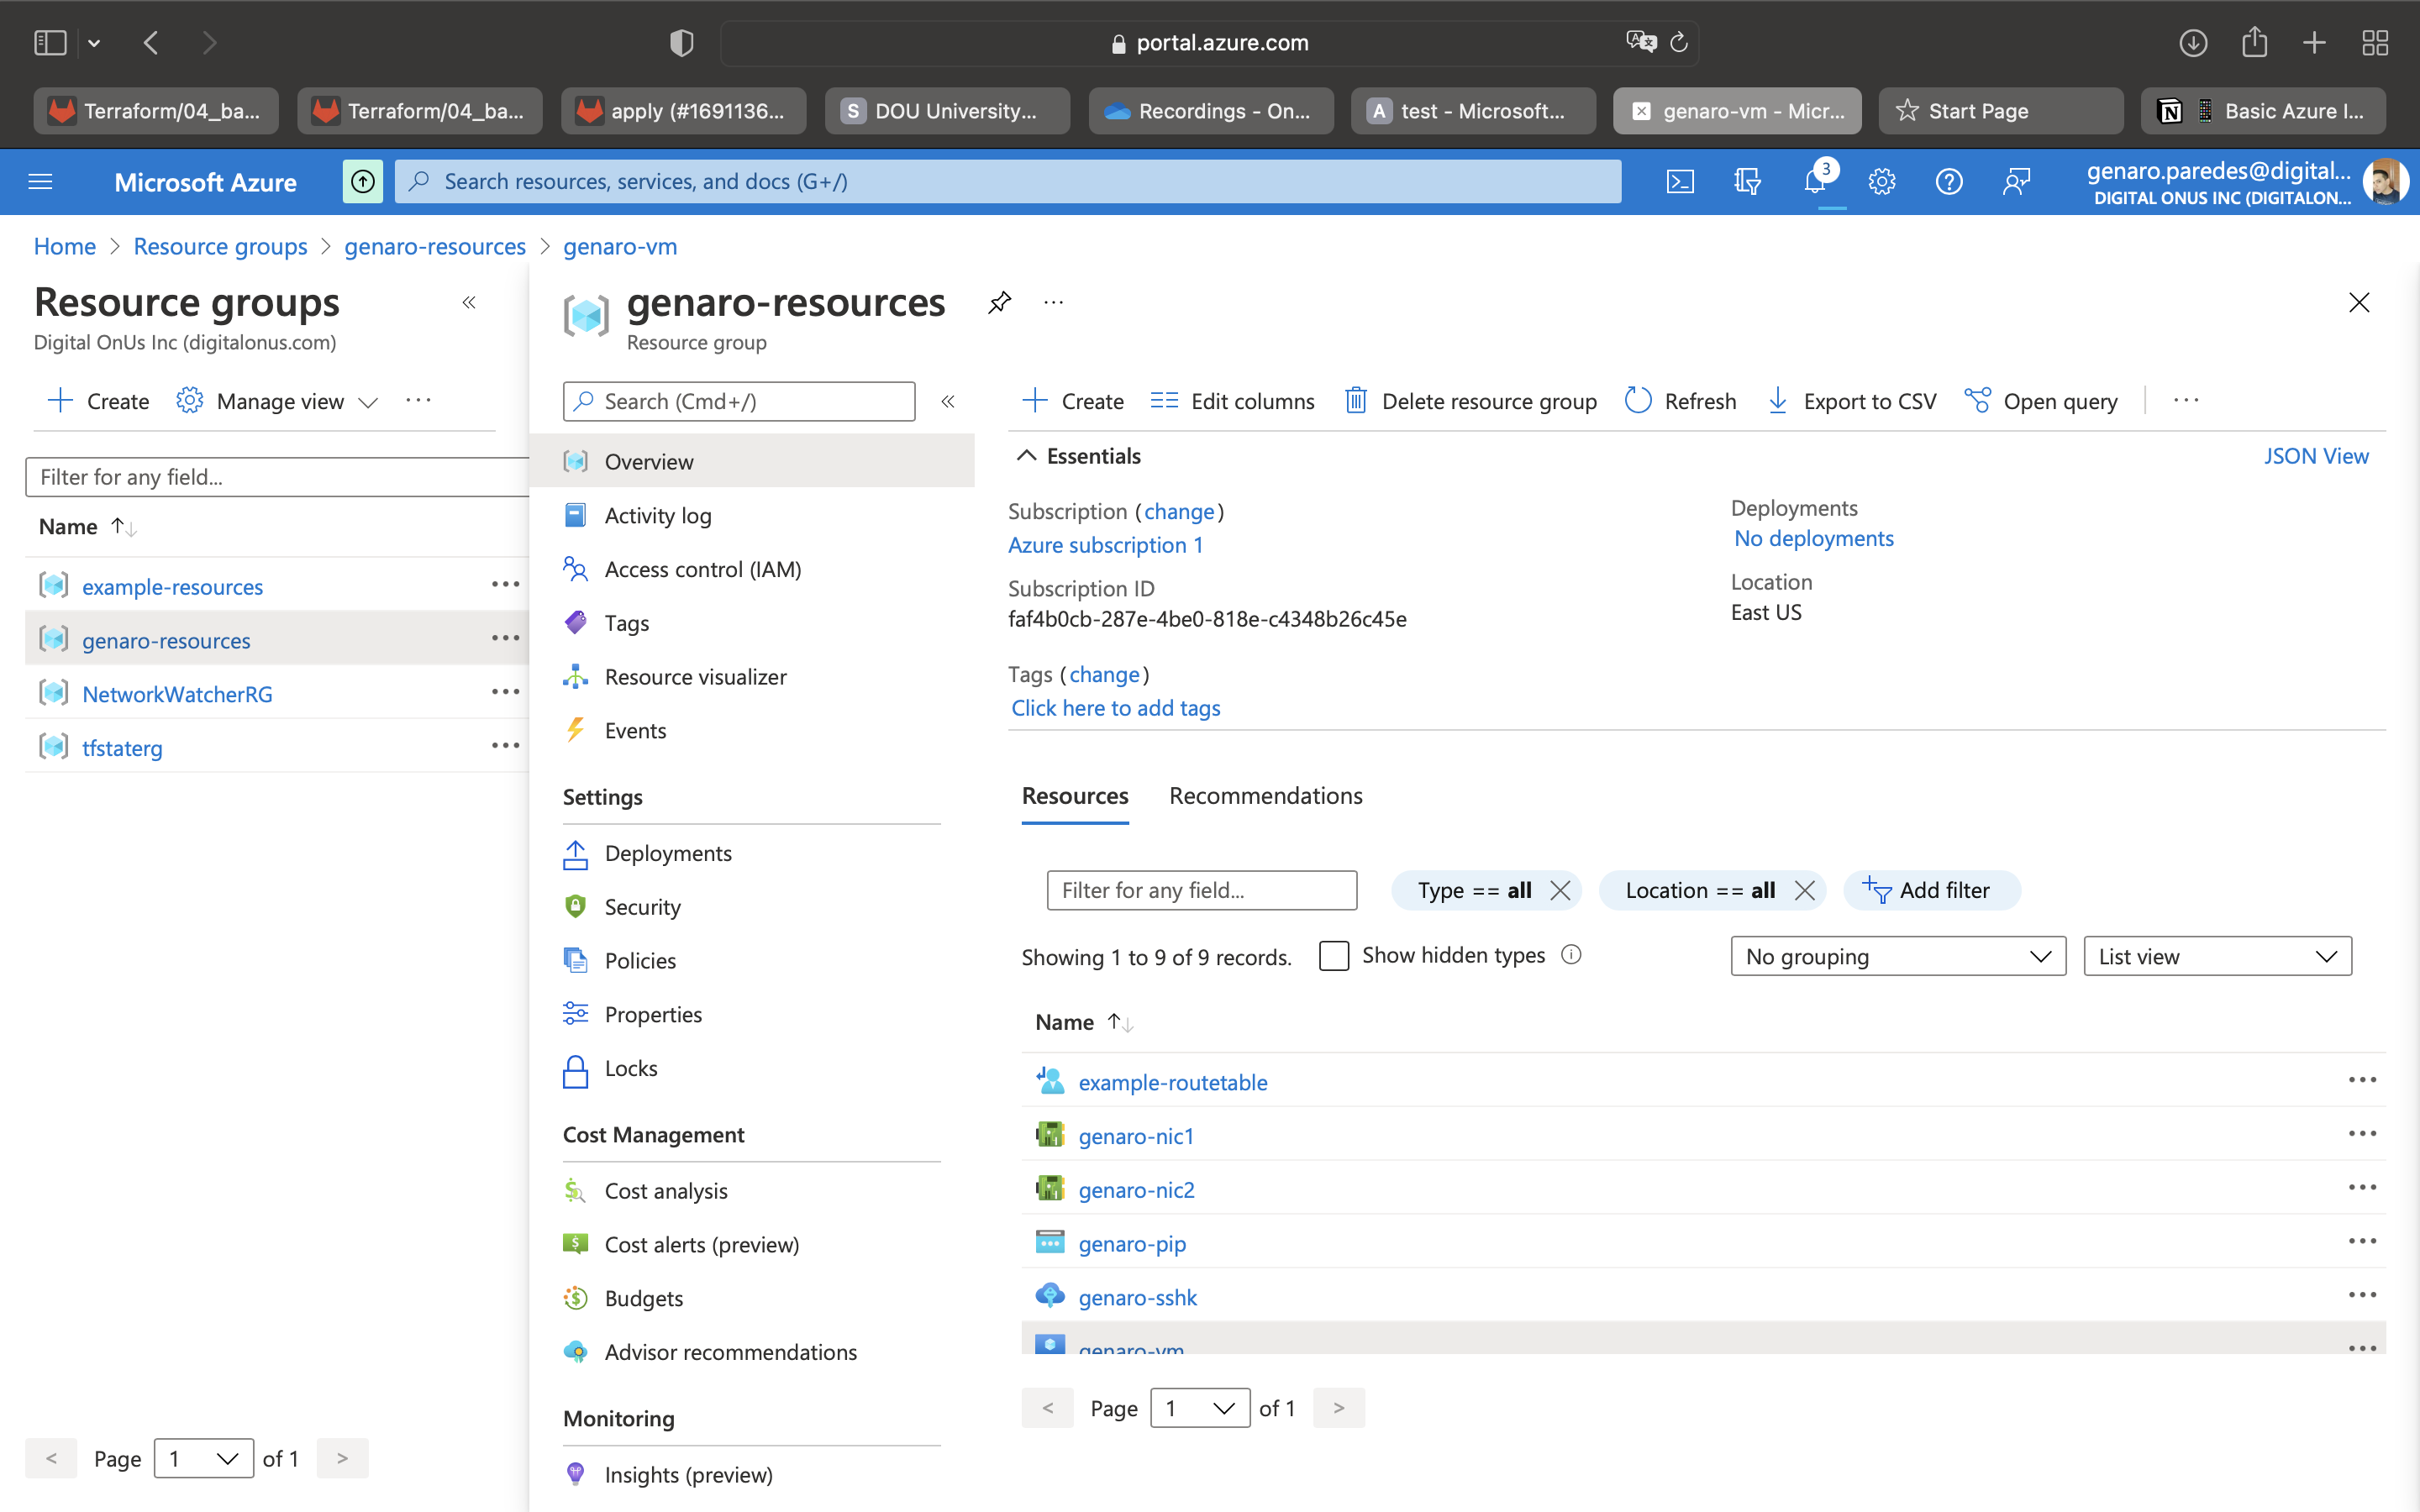 portal.azure.com
Terraform/04_ba...
Terraform/04_ba...
apply (#1691136...
S DOU University...
Recordings - On...
A test - Microsoft...
genaro-vm - Micr...
Start Page
Basic Azure I...
Microsoft Azure
Search resources, services, and docs (G+/)
3
genaro.paredes@digital...
DIGITAL ONUS INC (DIGITALON...
Home > Resource groups > genaro-resources > genaro-vm
Resource groups
Digital OnUs Inc (digitalonus.com)
Create
Manage view
...
Filter for any field...
Name
example-resources
genaro-resources
NetworkWatcherRG
tfstaterg
< Page 1 of 1 >
genaro-resources
...
Resource group
Search (Cmd+/)
Overview
Activity log
Access control (IAM)
Tags
Resource visualizer
Events
Settings
Deployments
Security
Policies
Properties
Locks
Cost Management
Cost analysis
Cost alerts (preview)
Budgets
Advisor recommendations
Monitoring
Insights (preview)
Create
Edit columns
Delete resource group
Refresh
Export to CSV
Open query
...
Essentials
JSON View
Subscription (change)
Azure subscription 1
Subscription ID
faf4b0cb-287e-4be0-818e-c4348b26c45e
Tags (change)
Click here to add tags
Deployments
No deployments
Location
East US
Resources
Recommendations
Filter for any field...
Type == all
Location == all
Add filter
Showing 1 to 9 of 9 records.
Show hidden types
No grouping
List view
Name
example-routetable
genaro-nic1
genaro-nic2
genaro-pip
genaro-sshk
genaro-vm
< Page 1 of 1 >